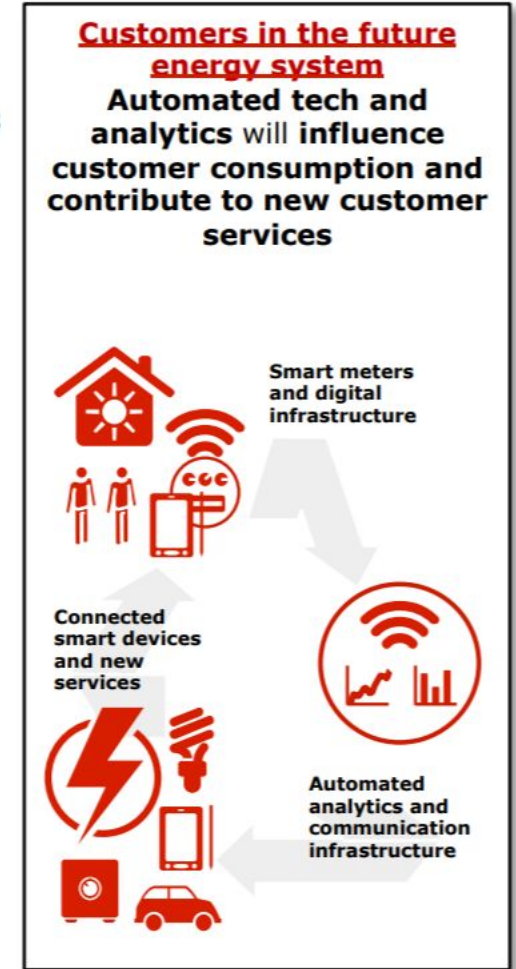 Customers in the future
energy system
Automated tech and
analytics will influence
customer consumption and
contribute to new customer
services
Smart meters
and digital
infrastructure
Connected
smart devices
and new
services
Automated
analytics and
communication
infrastructure